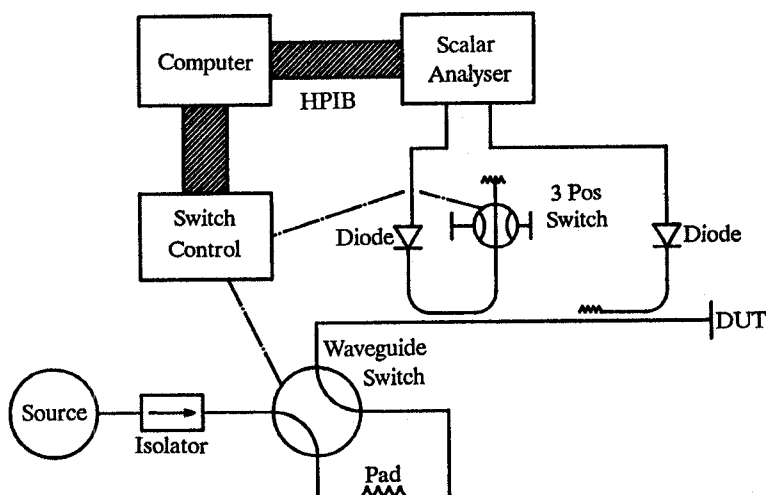 Computer
Scalar
Analyser
HPIB
Switch
Control
3 Pos
Switch
Diode
Diode
DUT
Waveguide
Switch
Source
Isolator
Pad